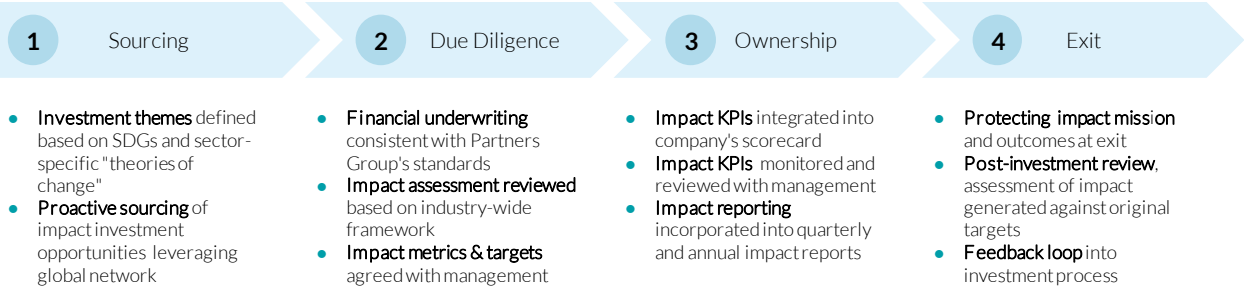 1 Sourcing
2 Due Diligence
3 Ownership
4 Exit
• Investment themes defined
based on SDGs and sector-
specific "theories of
change"
• Proactive sourcing of
impact investment
opportunities leveraging
global network
• Financial underwriting
consistent with Partners
Group's standards
• Impact assessment reviewed
based on industry-wide
framework
• Impact metrics & targets
agreed with management
• Impact KPIs integrated into
company's scorecard
• Impact KPIs monitored and
reviewed with management
• Impact reporting
incorporated into quarterly
and annual impact reports
• Protecting impact mission
and outcomes at exit
• Post-investment review,
assessment of impact
generated against original
targets
• Feedback loop into
investment process